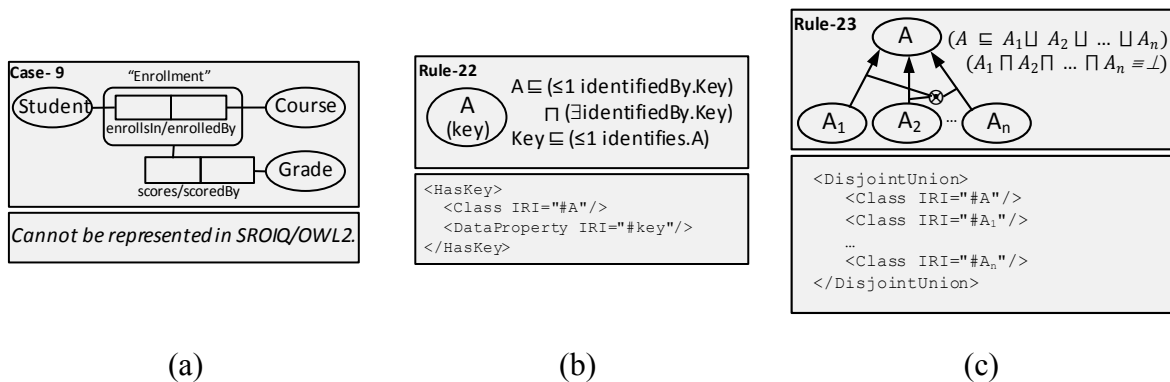 Case- 9
“Enrollment”
Student
Course
enrollsIn/enrolledBy
Grade
scores/scoredBy
Cannot be represented in SROIQ/OWL2.
(a)
Rule-22
A ⊑ (≤1 identifiedBy.Key)
A
(key)
⊓ (∃identifiedBy.Key)
Key ⊑ (≤1 identifies.A)
<HasKey>
<Class IRI="#A"/>
<DataProperty IRI="#key"/>
</HasKey>
(b)
Rule-23
A
(A ⊑ A₁⊔ A₂ ⊔ … ⊔ Aₙ)
(A₁ ⊓ A₂⊓ … ⊓ Aₙ ≡⊥)
A₁ A₂ ... Aₙ
<DisjointUnion>
<Class IRI="#A"/>
<Class IRI="#A₁"/>
…
<Class IRI="#Aₙ"/>
</DisjointUnion>
(c)